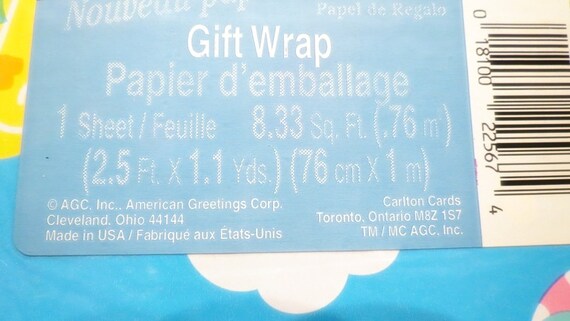 Nouveau
Papel de Regalo
Gift Wrap
Papier d'emballage
1 Sheet / Feuille 8.33 Sq. Ft. (.76 m²)
(2.5 Ft. X 1.1 Yds.) (76 cm X 1 m)
© AGC, Inc., American Greetings Corp.
Cleveland, Ohio 44144
Made in USA / Fabriqué aux États-Unis
Carlton Cards
Toronto, Ontario M8Z 1S7
TM / MC AGC, Inc.
0 18100 22567 4